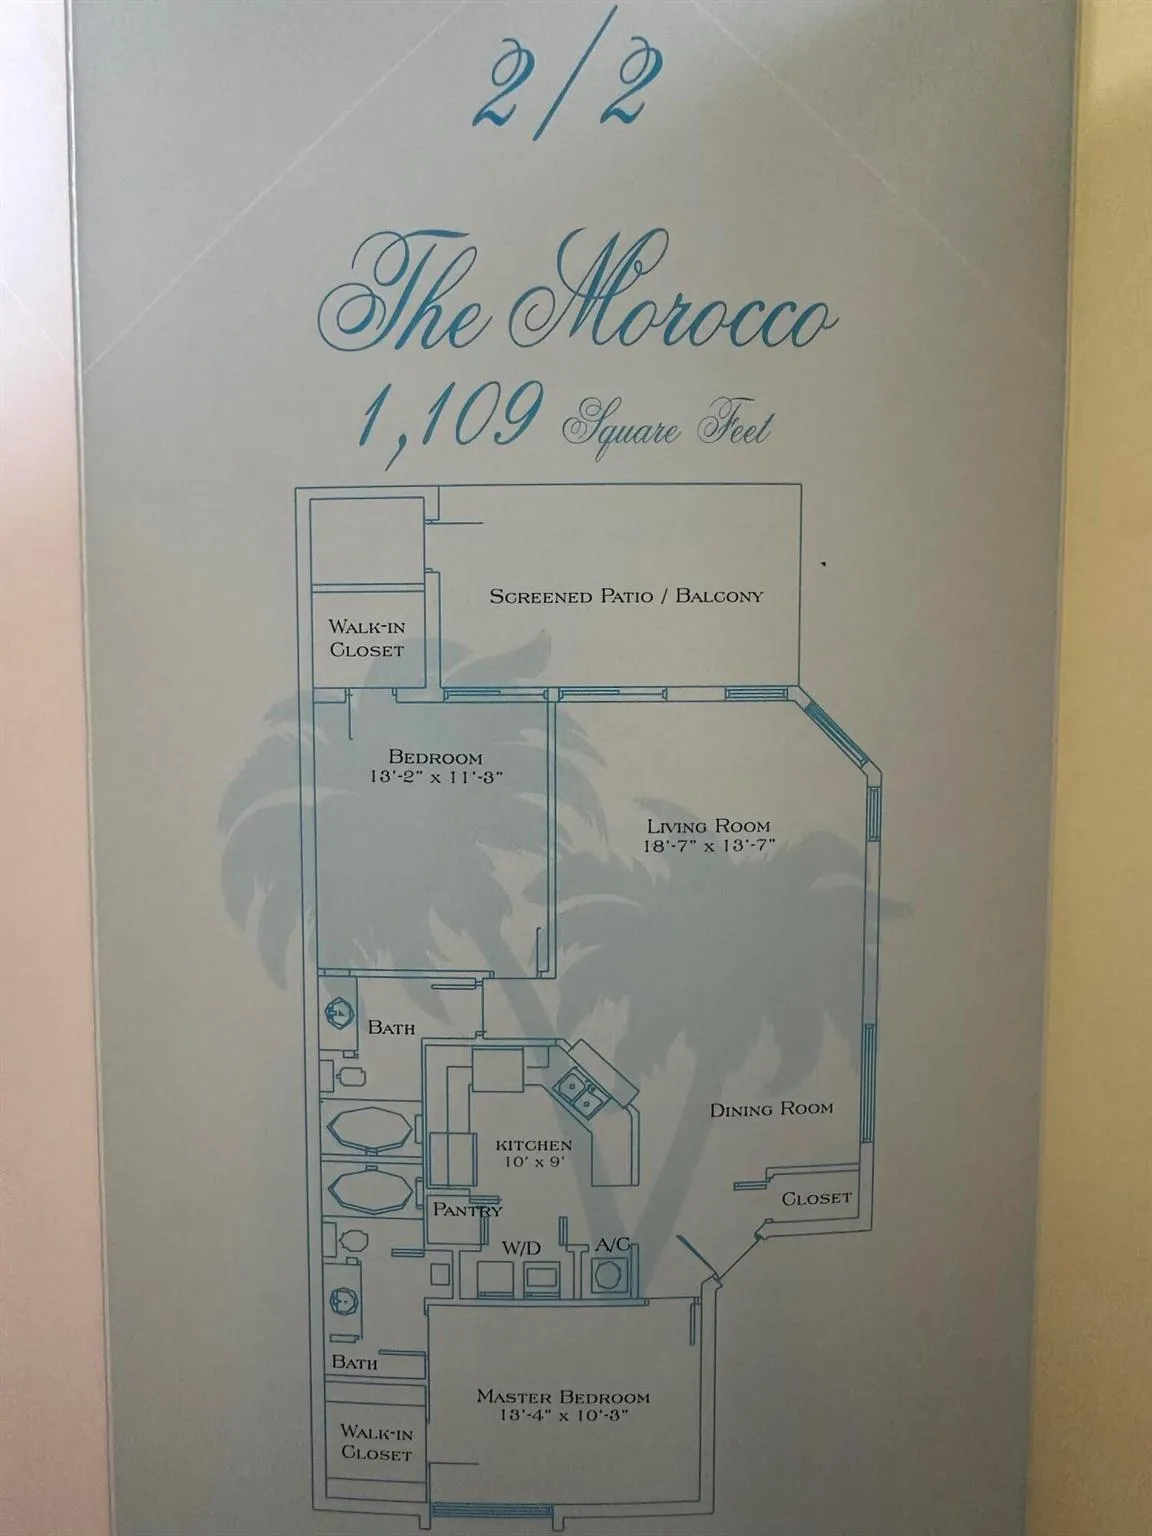 2/2
The Morocco
1,109 Square Feet
Screened Patio / Balcony
Walk-in
Closet
Bedroom
13'-2" x 11'-3"
Living Room
18'-7" x 13'-7"
Bath
Dining Room
Kitchen
10' x 9'
Closet
Pantry
W/D
A/C
Bath
Master Bedroom
13'-4" x 10'-3"
Walk-in
Closet